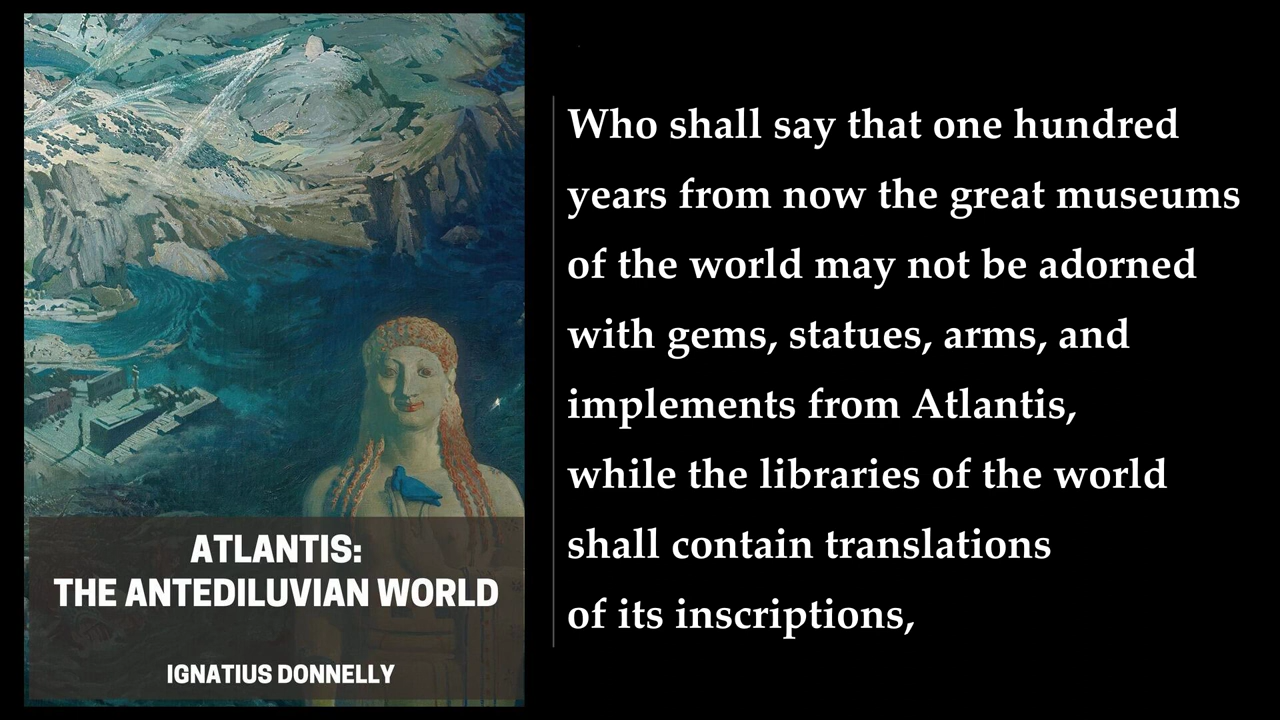 ATLANTIS:
THE ANTEDILUVIAN WORLD
IGNATIUS DONNELLY
Who shall say that one hundred
years from now the great museums
of the world may not be adorned
with gems, statues, arms, and
implements from Atlantis,
while the libraries of the world
shall contain translations
of its inscriptions,